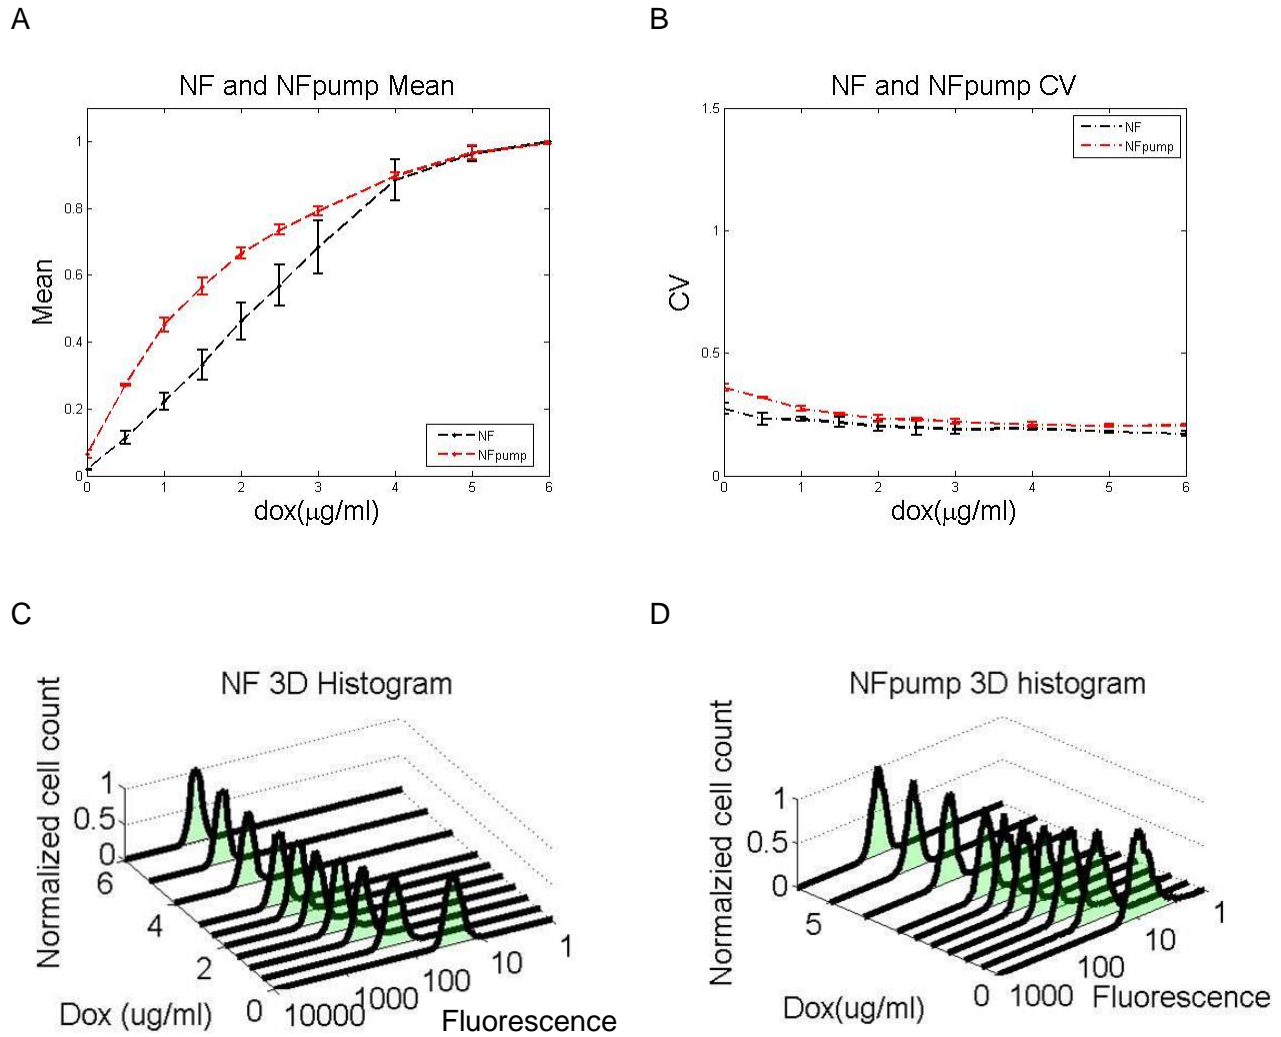 A
B
NF and NFpump Mean
NF and NFpump CV
1
0.8
0.6
0.4
0.2
0
Mean
0 1 2 3 4 5 6
dox(μg/ml)
NF
NFpump
1.5
1
0.5
0
CV
0 1 2 3 4 5 6
dox(μg/ml)
NF
NFpump
C
D
NF 3D Histogram
NFpump 3D histogram
Normalized cell count
1
0.5
0
6
4
2
0
Dox (ug/ml)
10000
1000
100
10
1
Fluorescence
Normalzied cell count
1
0.5
0
5
0
Dox(ug/ml)
1000
100
10
1
Fluorescence